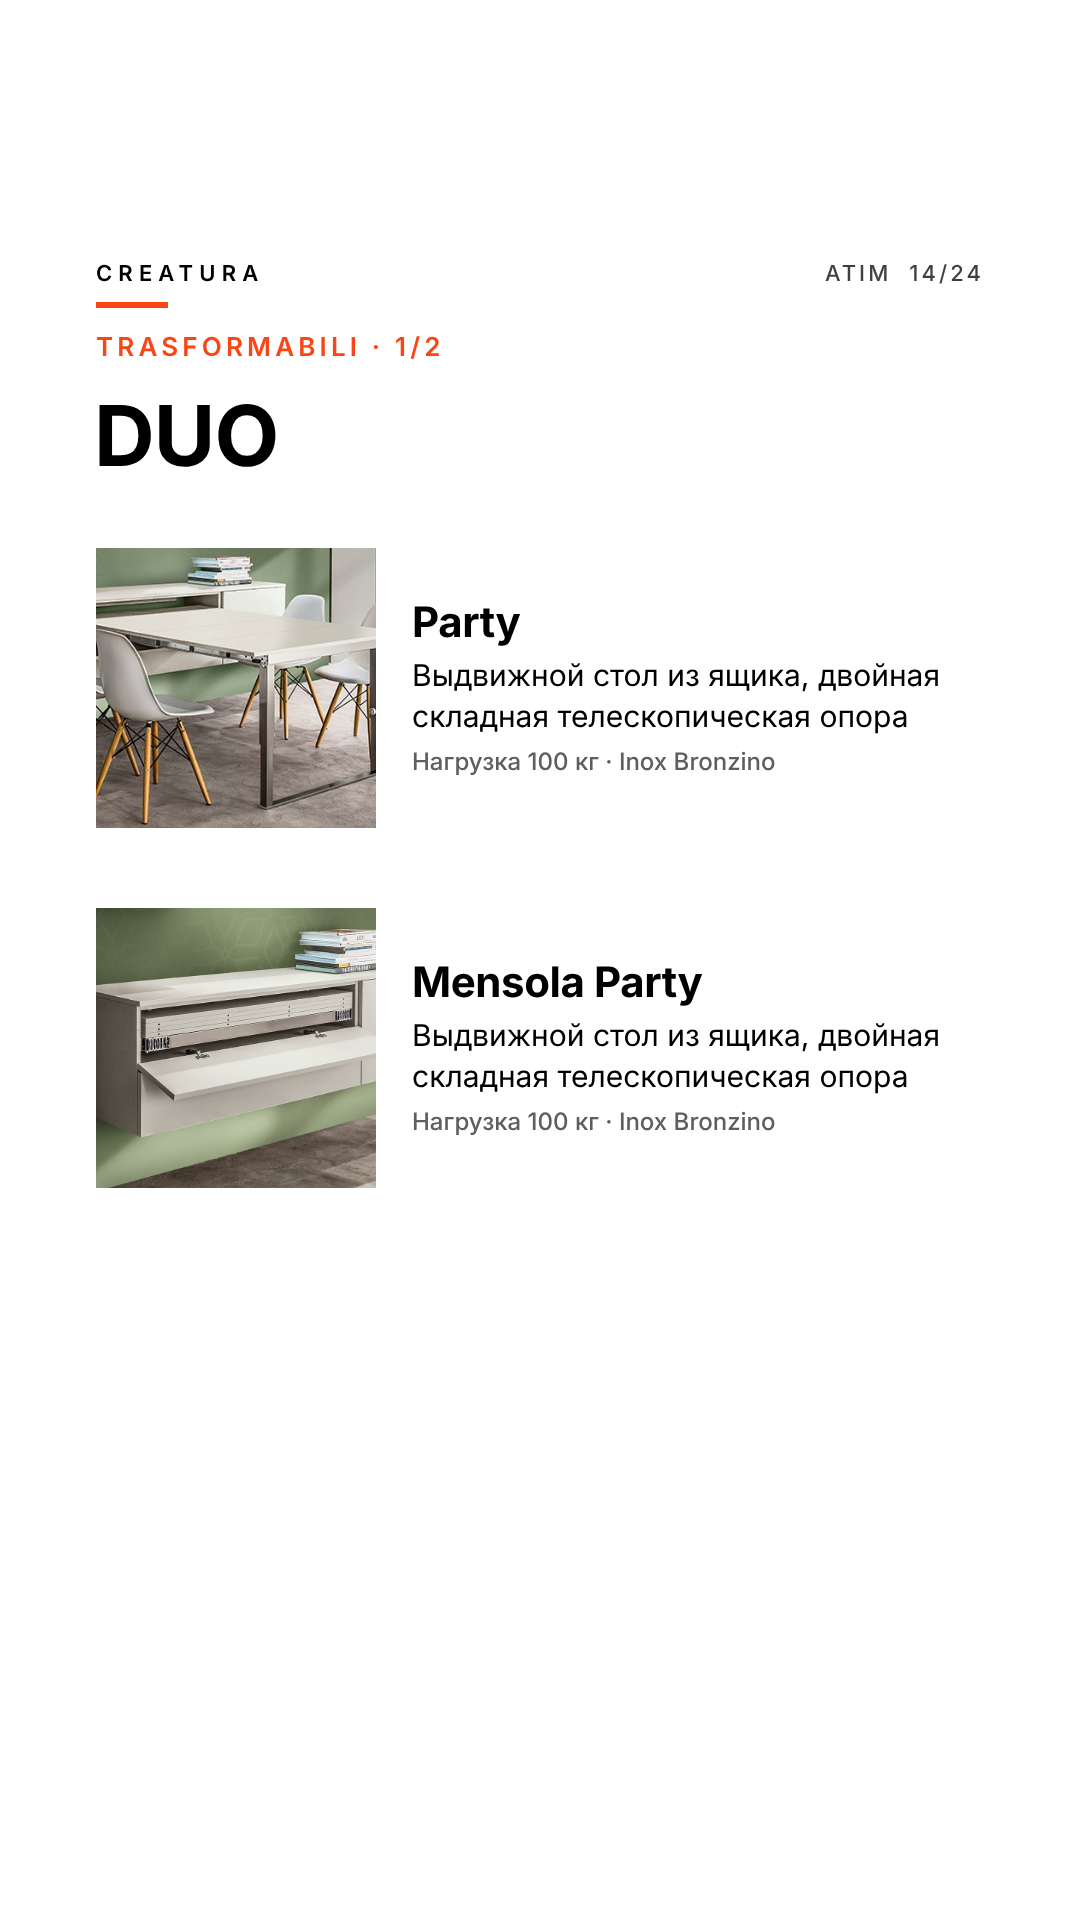 CREATURA
ATIM 14/24
TRASFORMABILI · 1/2
DUO
Party
Выдвижной стол из ящика, двойная
складная телескопическая опора
Нагрузка 100 кг · Inox Bronzino
Mensola Party
Выдвижной стол из ящика, двойная
складная телескопическая опора
Нагрузка 100 кг · Inox Bronzino